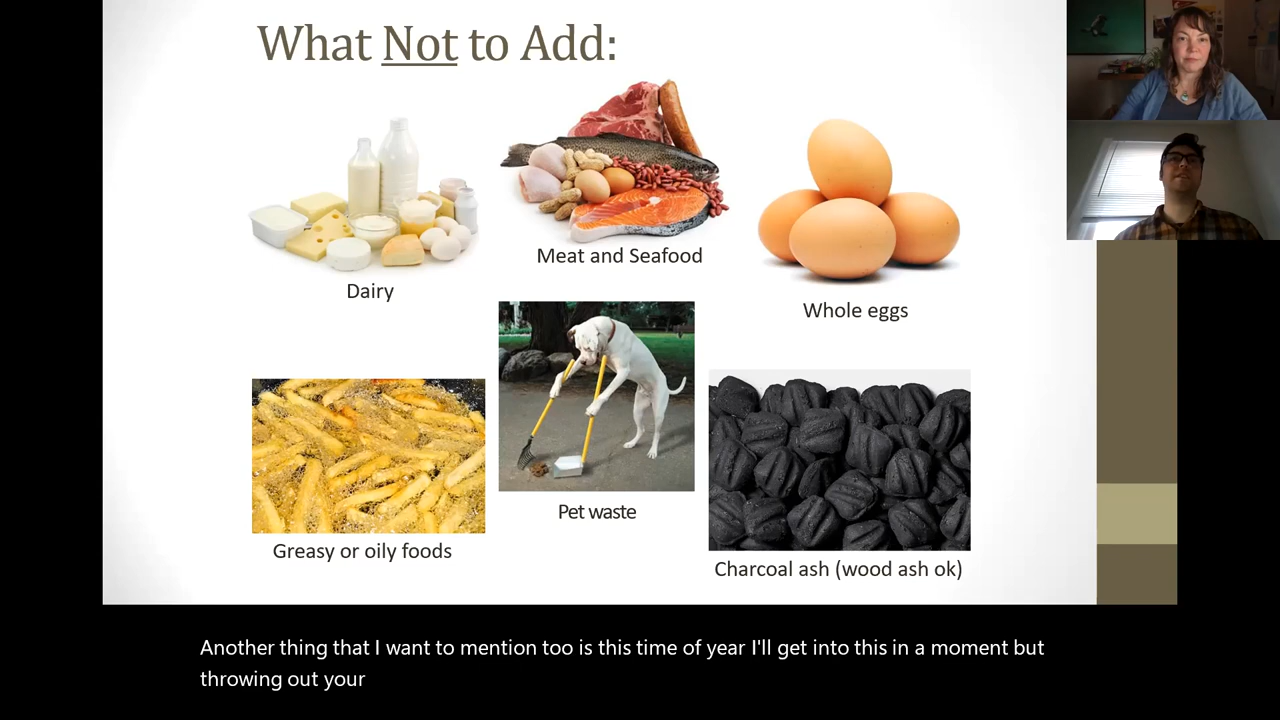 What Not to Add:
Dairy
Meat and Seafood
Whole eggs
Greasy or oily foods
Pet waste
Charcoal ash (wood ash ok)
Another thing that I want to mention too is this time of year I'll get into this in a moment but
throwing out your